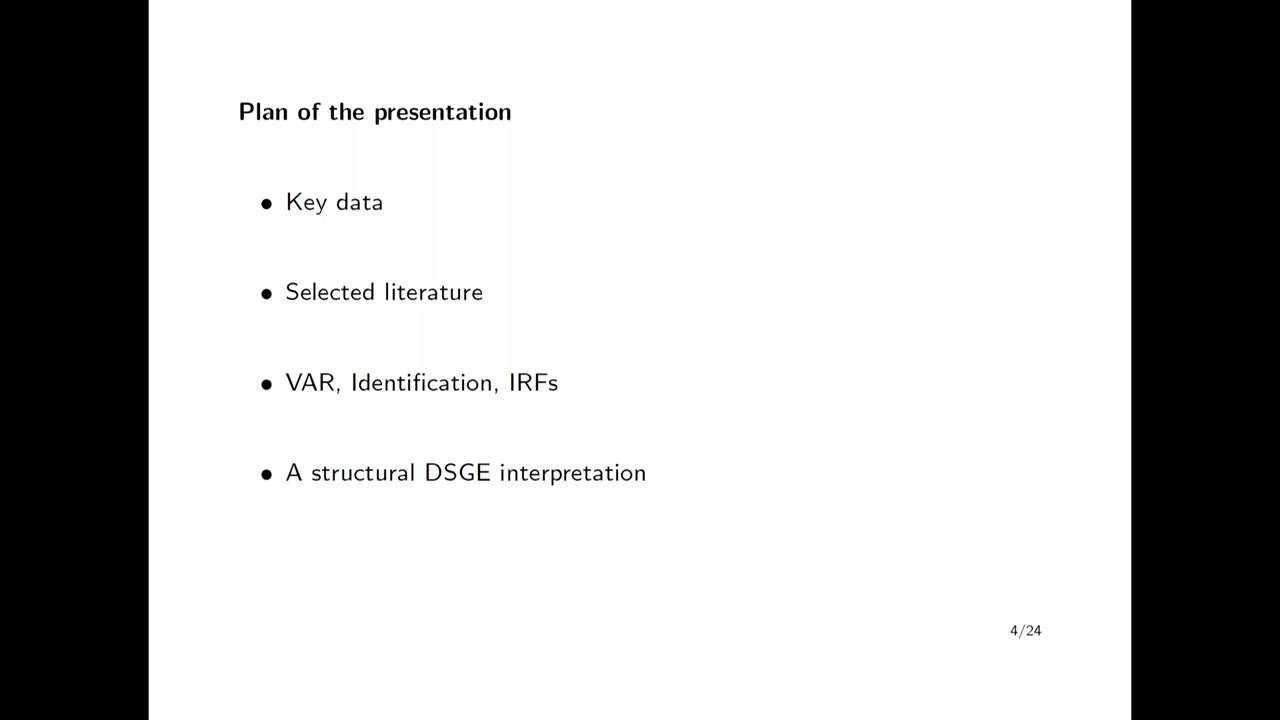 Plan of the presentation
• Key data
• Selected literature
• VAR, Identification, IRFs
• A structural DSGE interpretation
4/24